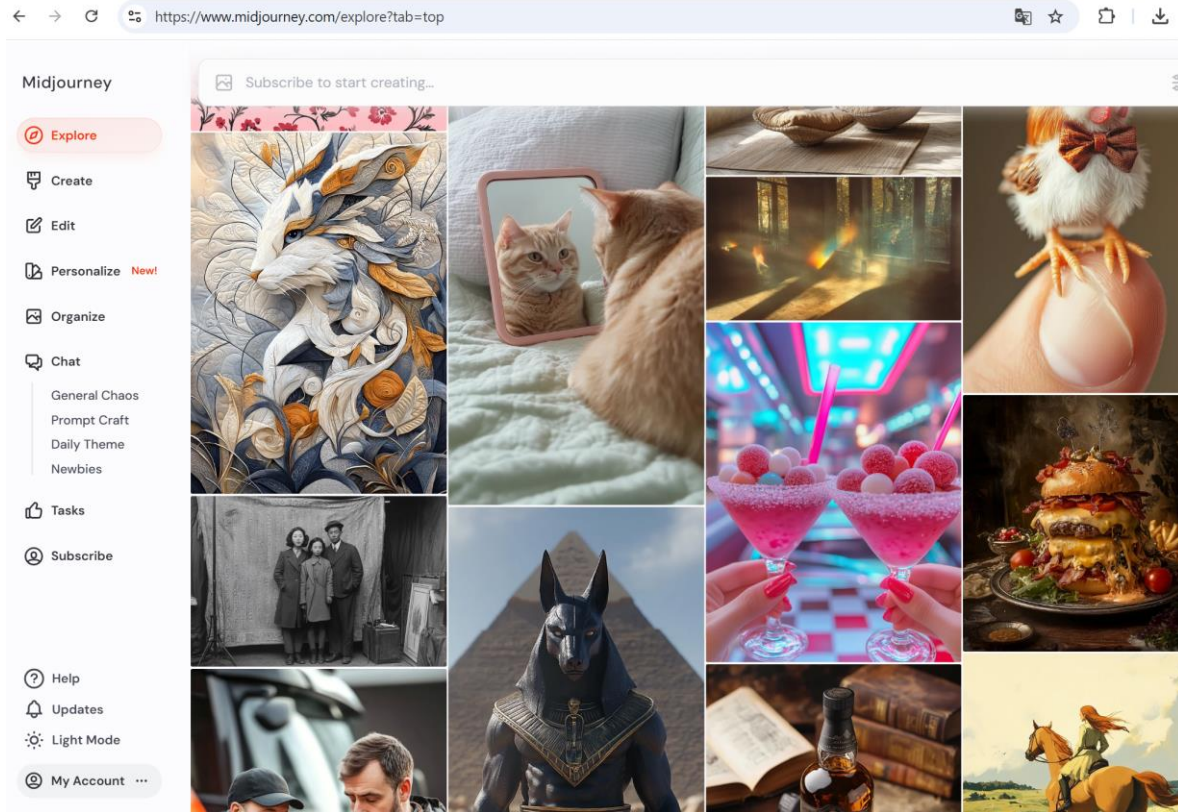 https://www.midjourney.com/explore?tab=top
Midjourney
Subscribe to start creating...
Explore
Create
Edit
Personalize New!
Organize
Chat
General Chaos
Prompt Craft
Daily Theme
Newbies
Tasks
Subscribe
Help
Updates
Light Mode
My Account